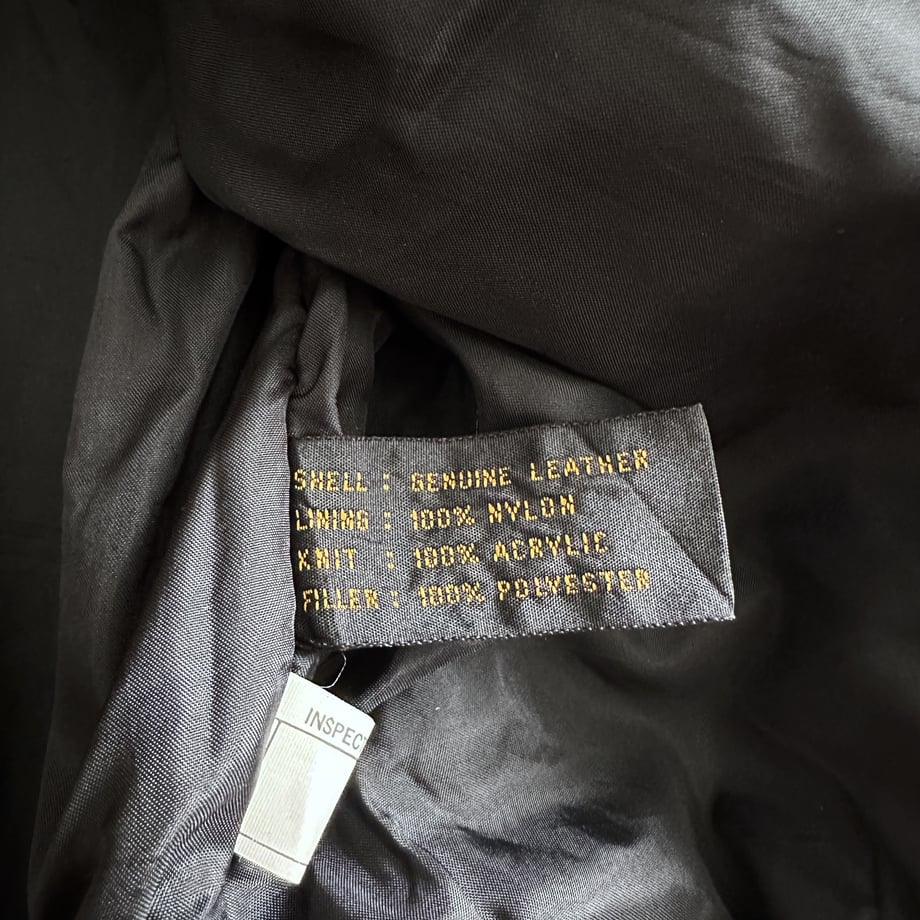 SHELL : GENUINE LEATHER
LINING : 100% NYLON
KNIT : 100% ACRYLIC
FILLER : 100% POLYESTER
INSPECT